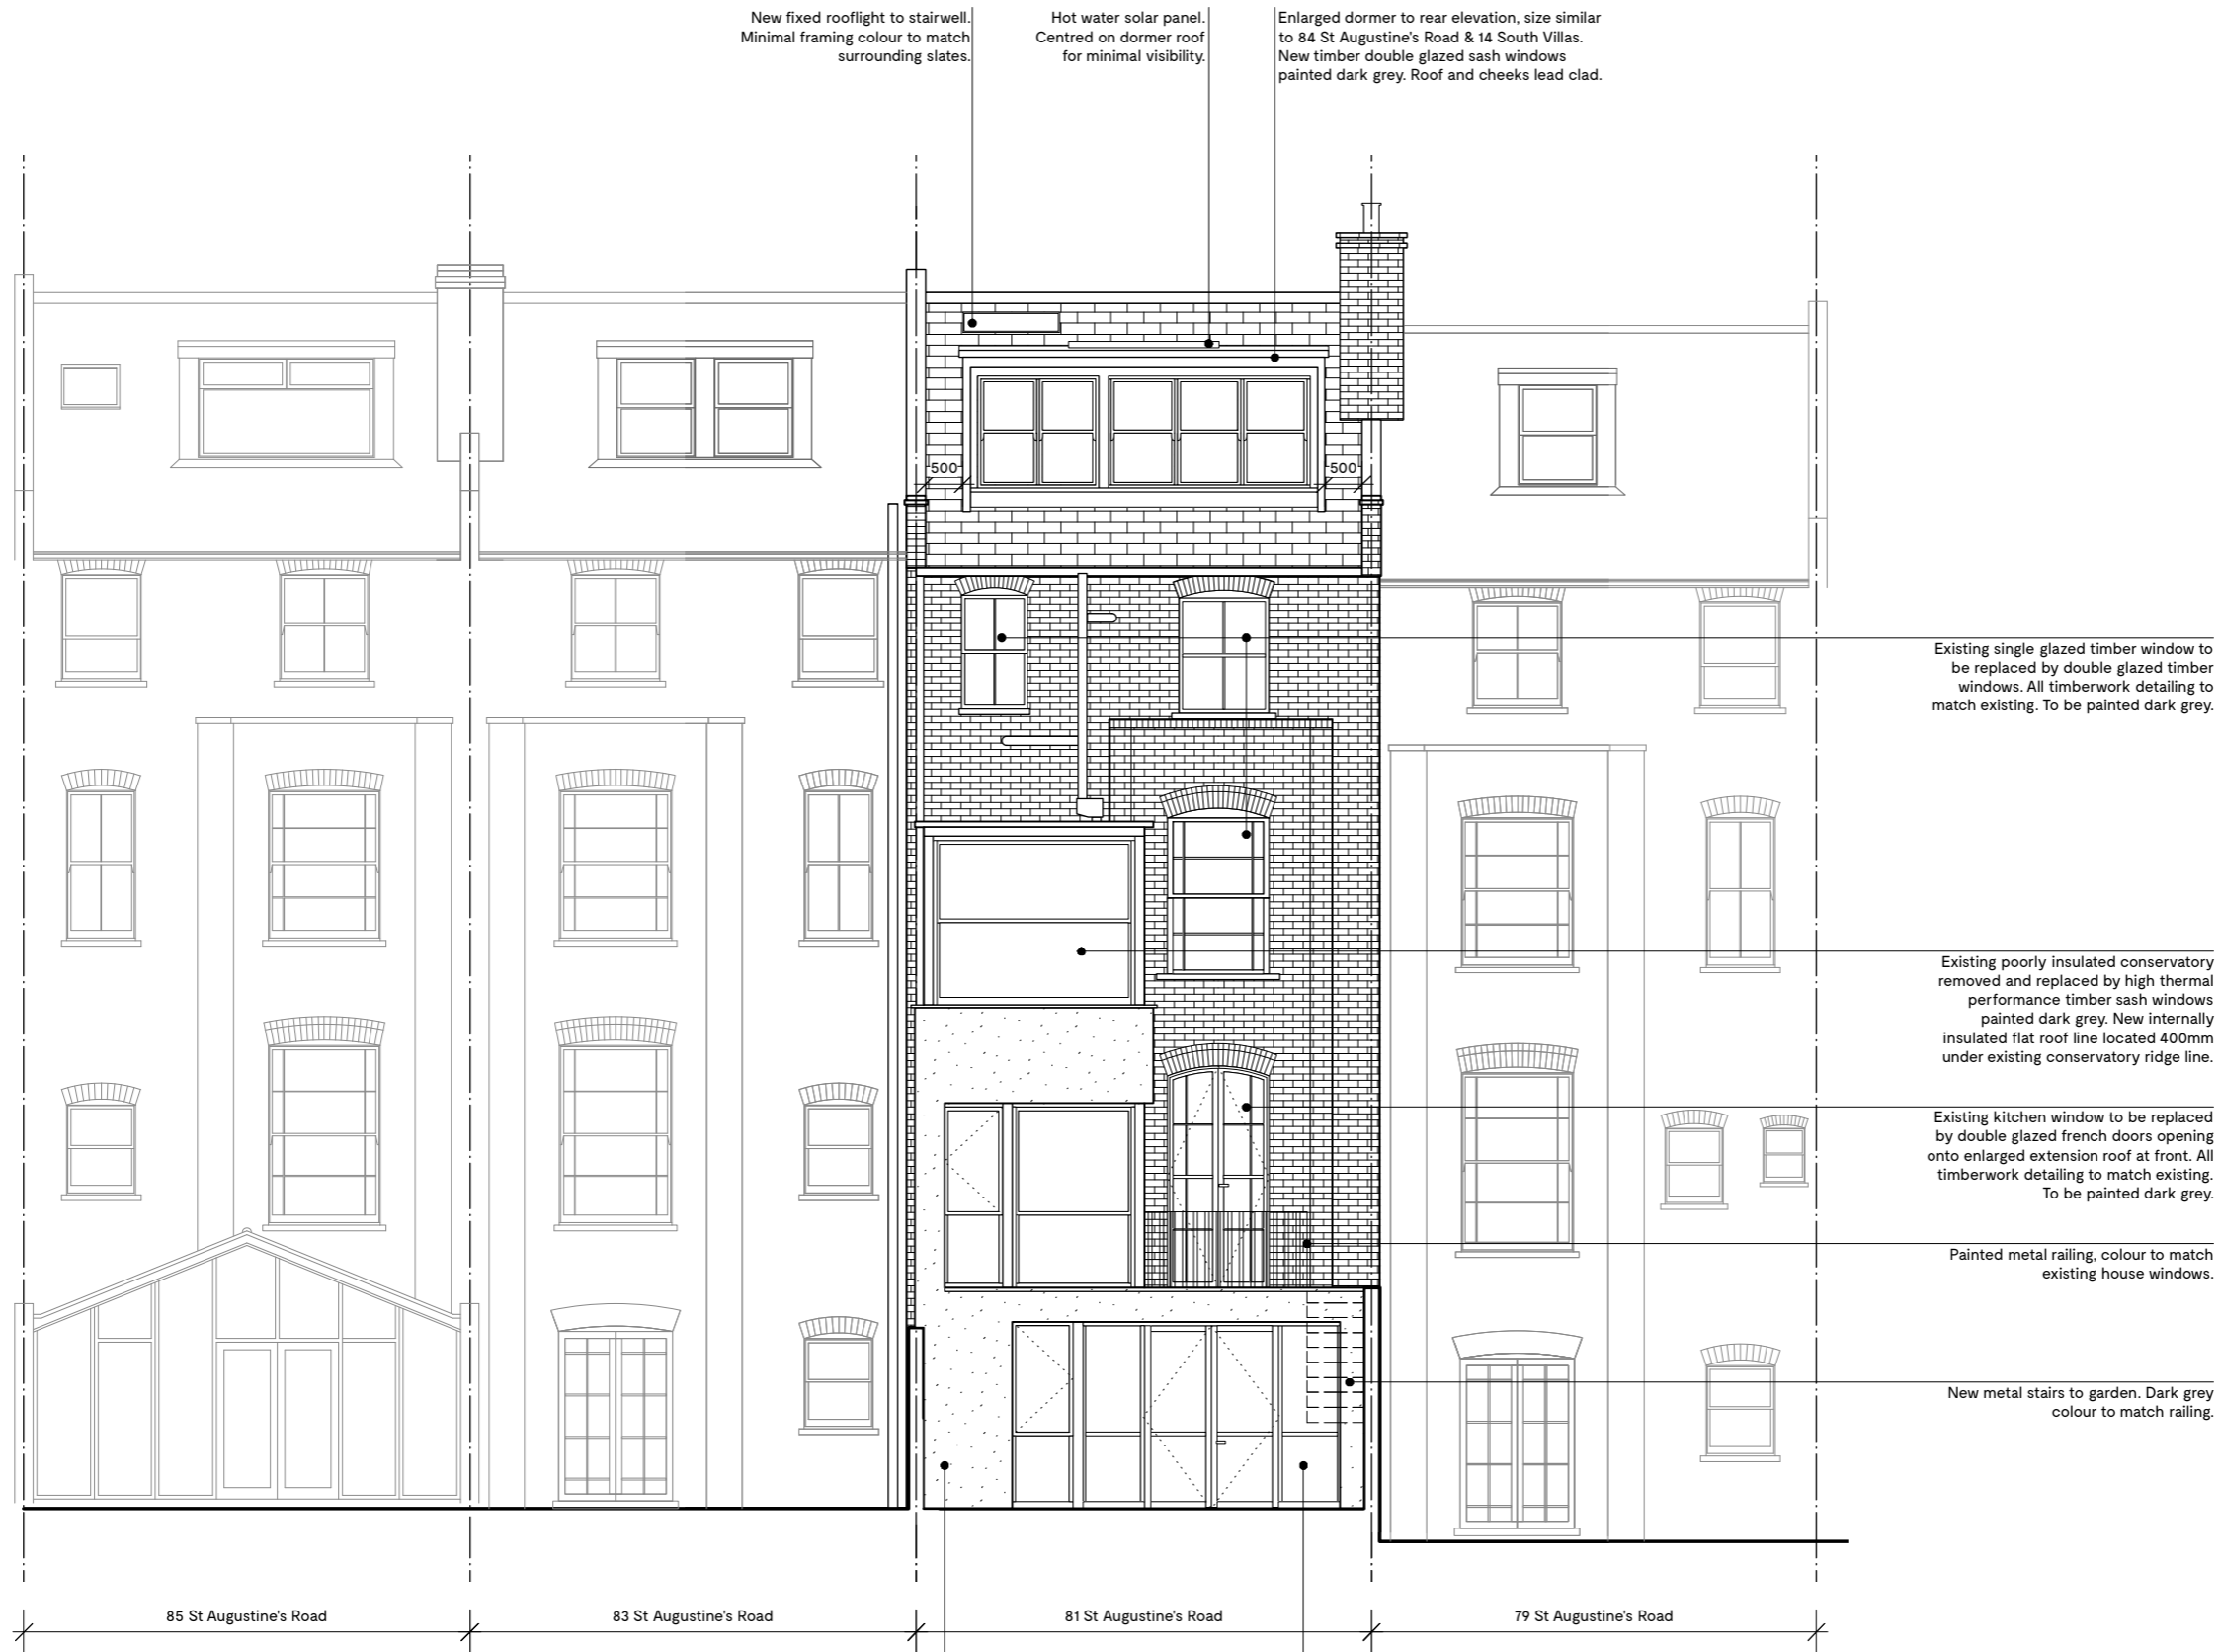 New fixed rooflight to stairwell.
Minimal framing colour to match
surrounding slates.
Hot water solar panel.
Centred on dormer roof
for minimal visibility.
Enlarged dormer to rear elevation, size similar
to 84 St Augustine's Road & 14 South Villas.
New timber double glazed sash windows
painted dark grey. Roof and cheeks lead clad.
500
500
Existing single glazed timber window to
be replaced by double glazed timber
windows. All timberwork detailing to
match existing. To be painted dark grey.
Existing poorly insulated conservatory
removed and replaced by high thermal
performance timber sash windows
painted dark grey. New internally
insulated flat roof line located 400mm
under existing conservatory ridge line.
Existing kitchen window to be replaced
by double glazed french doors opening
onto enlarged extension roof at front. All
timberwork detailing to match existing.
To be painted dark grey.
Painted metal railing, colour to match
existing house windows.
New metal stairs to garden. Dark grey
colour to match railing.
85 St Augustine's Road
83 St Augustine's Road
81 St Augustine's Road
79 St Augustine's Road